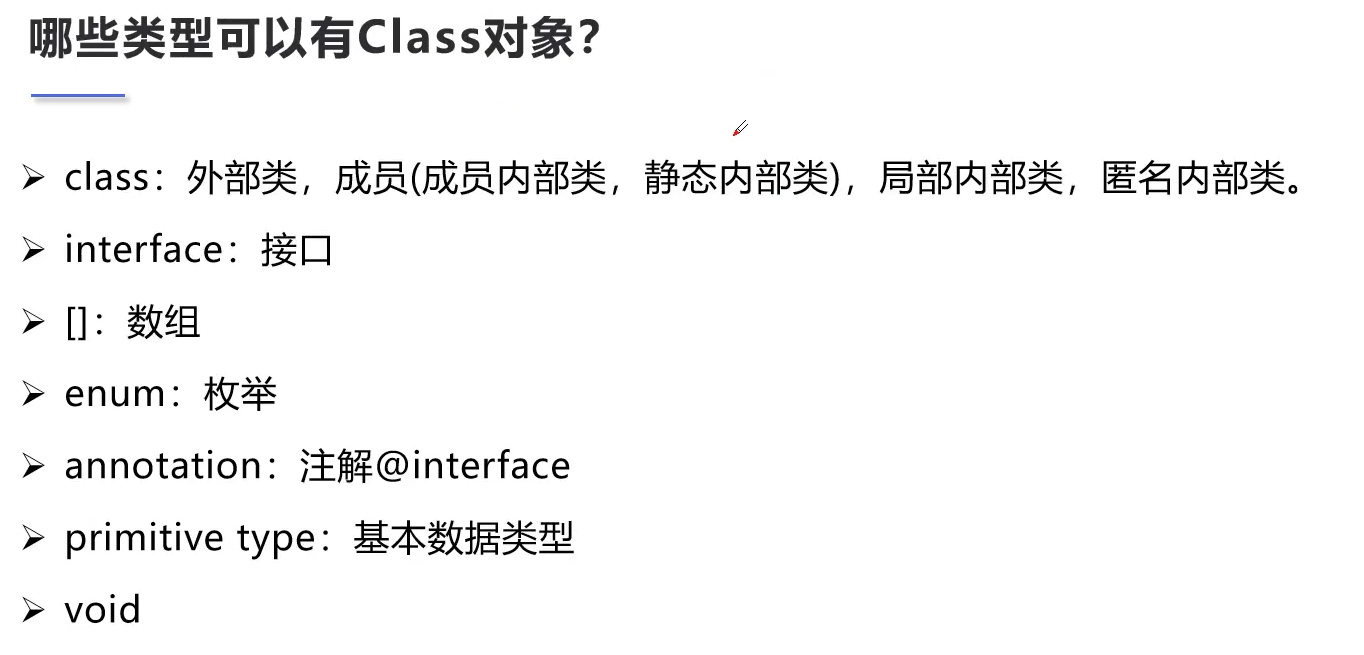 哪些类型可以有Class对象？
➢ class：外部类，成员(成员内部类，静态内部类)，局部内部类，匿名内部类。
➢ interface：接口
➢ []：数组
➢ enum：枚举
➢ annotation：注解@interface
➢ primitive type：基本数据类型
➢ void